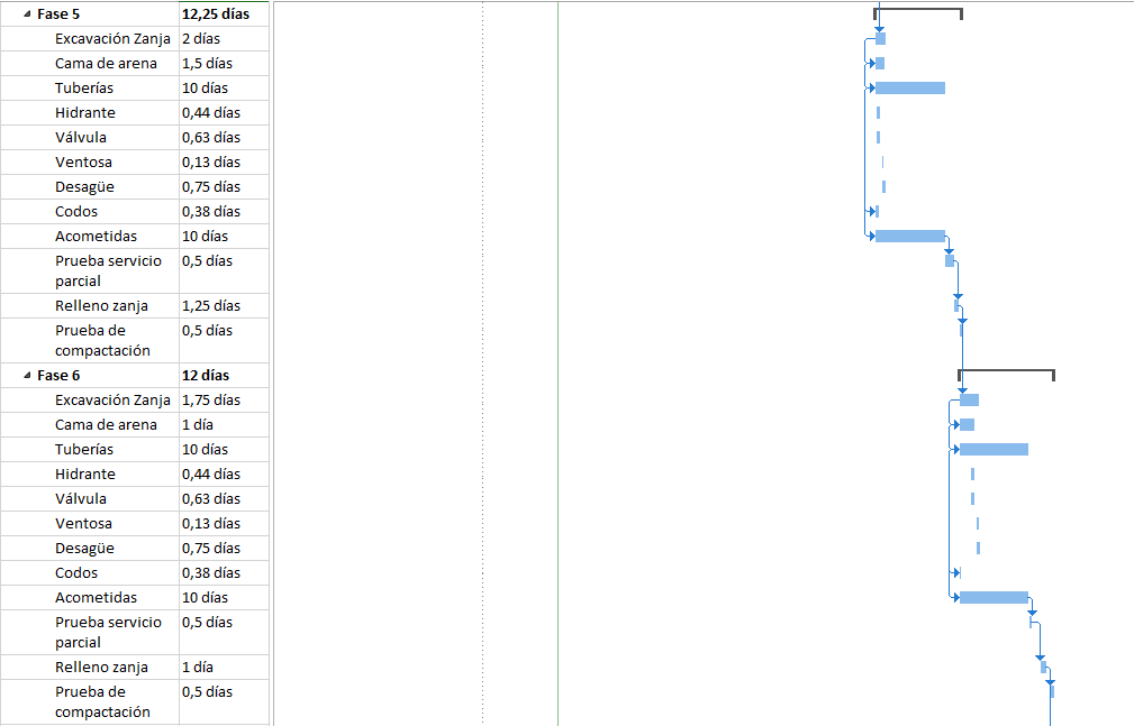 Fase 5 12,25 días
Excavación Zanja 2 días
Cama de arena 1,5 días
Tuberías 10 días
Hidrante 0,44 días
Válvula 0,63 días
Ventosa 0,13 días
Desagüe 0,75 días
Codos 0,38 días
Acometidas 10 días
Prueba servicio 0,5 días
parcial
Relleno zanja 1,25 días
Prueba de 0,5 días
compactación
Fase 6 12 días
Excavación Zanja 1,75 días
Cama de arena 1 día
Tuberías 10 días
Hidrante 0,44 días
Válvula 0,63 días
Ventosa 0,13 días
Desagüe 0,75 días
Codos 0,38 días
Acometidas 10 días
Prueba servicio 0,5 días
parcial
Relleno zanja 1 día
Prueba de 0,5 días
compactación